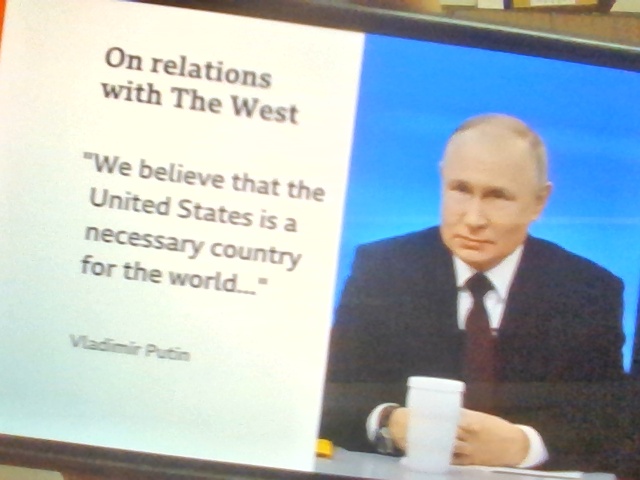 On relations
with The West
"We believe that the
United States is a
necessary country
for the world..."
Vladimir Putin